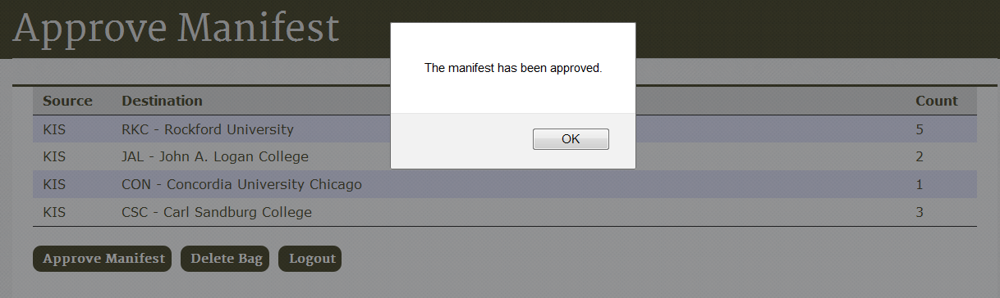 Approve Manifest
The manifest has been approved.
OK
Source Destination Count
KIS RKC - Rockford University 5
KIS JAL - John A. Logan College 2
KIS CON - Concordia University Chicago 1
KIS CSC - Carl Sandburg College 3
Approve Manifest Delete Bag Logout